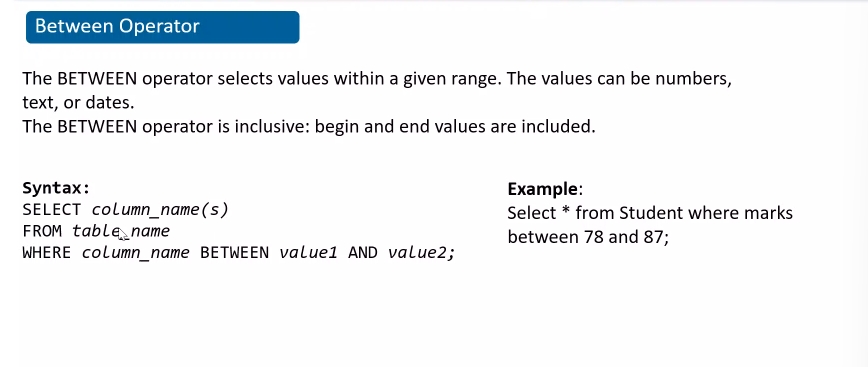 Between Operator
The BETWEEN operator selects values within a given range. The values can be numbers,
text, or dates.
The BETWEEN operator is inclusive: begin and end values are included.
Syntax:
SELECT column_name(s)
FROM table_name
WHERE column_name BETWEEN value1 AND value2;
Example:
Select * from Student where marks
between 78 and 87;